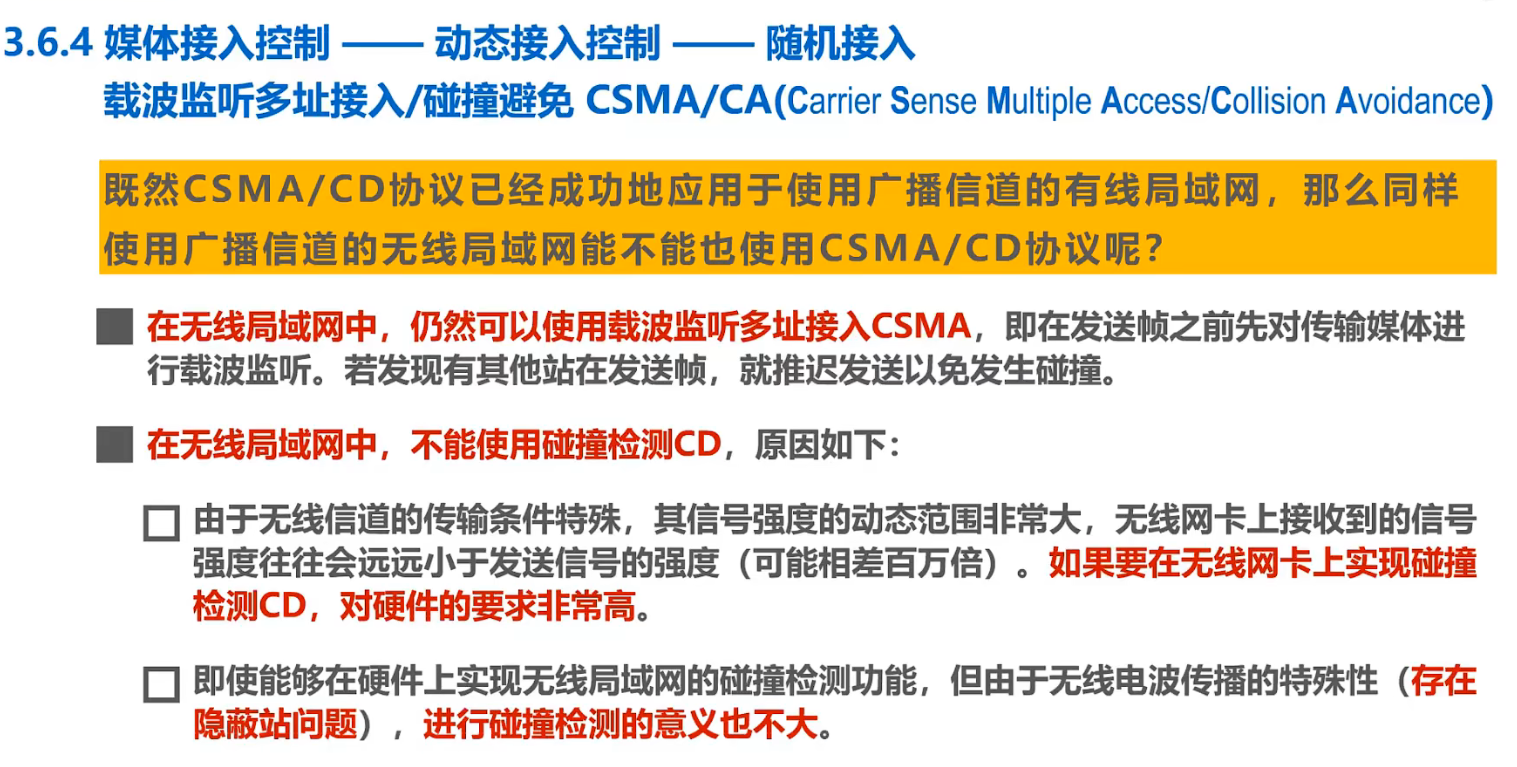 3.6.4 媒体接入控制 —— 动态接入控制 —— 随机接入
载波监听多址接入/碰撞避免 CSMA/CA(Carrier Sense Multiple Access/Collision Avoidance)
既然CSMA/CD协议已经成功地应用于使用广播信道的有线局域网，那么同样
使用广播信道的无线局域网能不能也使用CSMA/CD协议呢？
在无线局域网中，仍然可以使用载波监听多址接入CSMA，即在发送帧之前先对传输媒体进
行载波监听。若发现有其他站在发送帧，就推迟发送以免发生碰撞。
在无线局域网中，不能使用碰撞检测CD，原因如下：
由于无线信道的传输条件特殊，其信号强度的动态范围非常大，无线网卡上接收到的信号
强度往往会远远小于发送信号的强度（可能相差百万倍）。如果要在无线网卡上实现碰撞
检测CD，对硬件的要求非常高。
即使能够在硬件上实现无线局域网的碰撞检测功能，但由于无线电波传播的特殊性（存在
隐蔽站问题），进行碰撞检测的意义也不大。